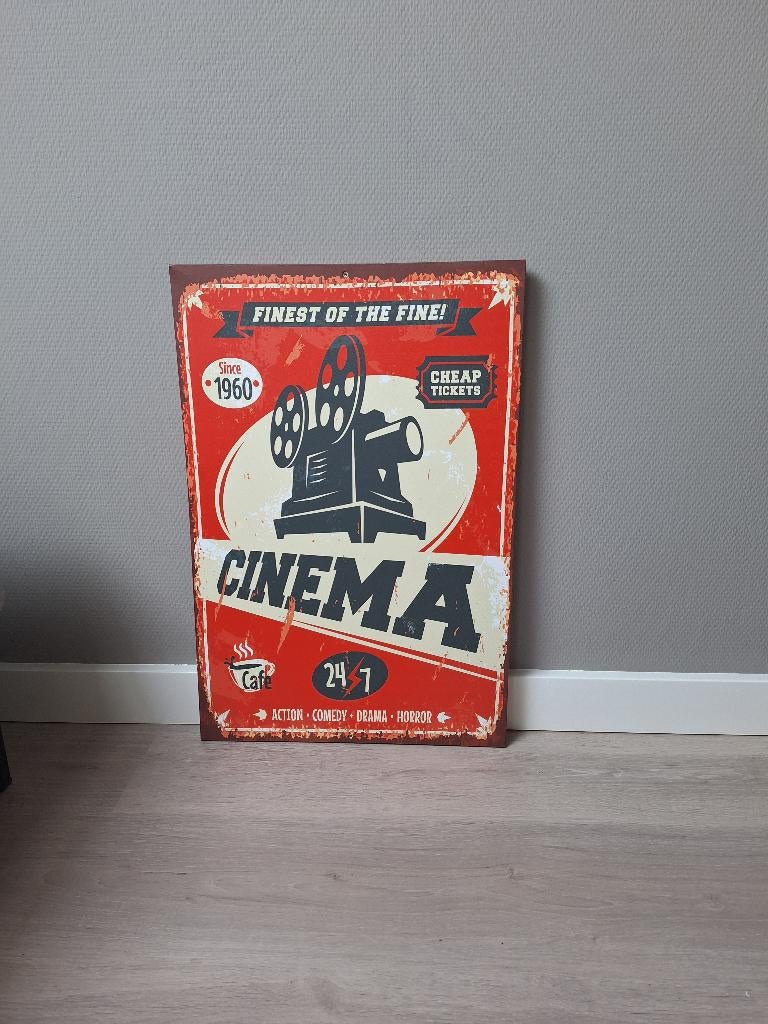 FINEST OF THE FINE!
Since
1960
CHEAP
TICKETS
CINEMA
Cafe
24 7
ACTION · COMEDY · DRAMA · HORROR